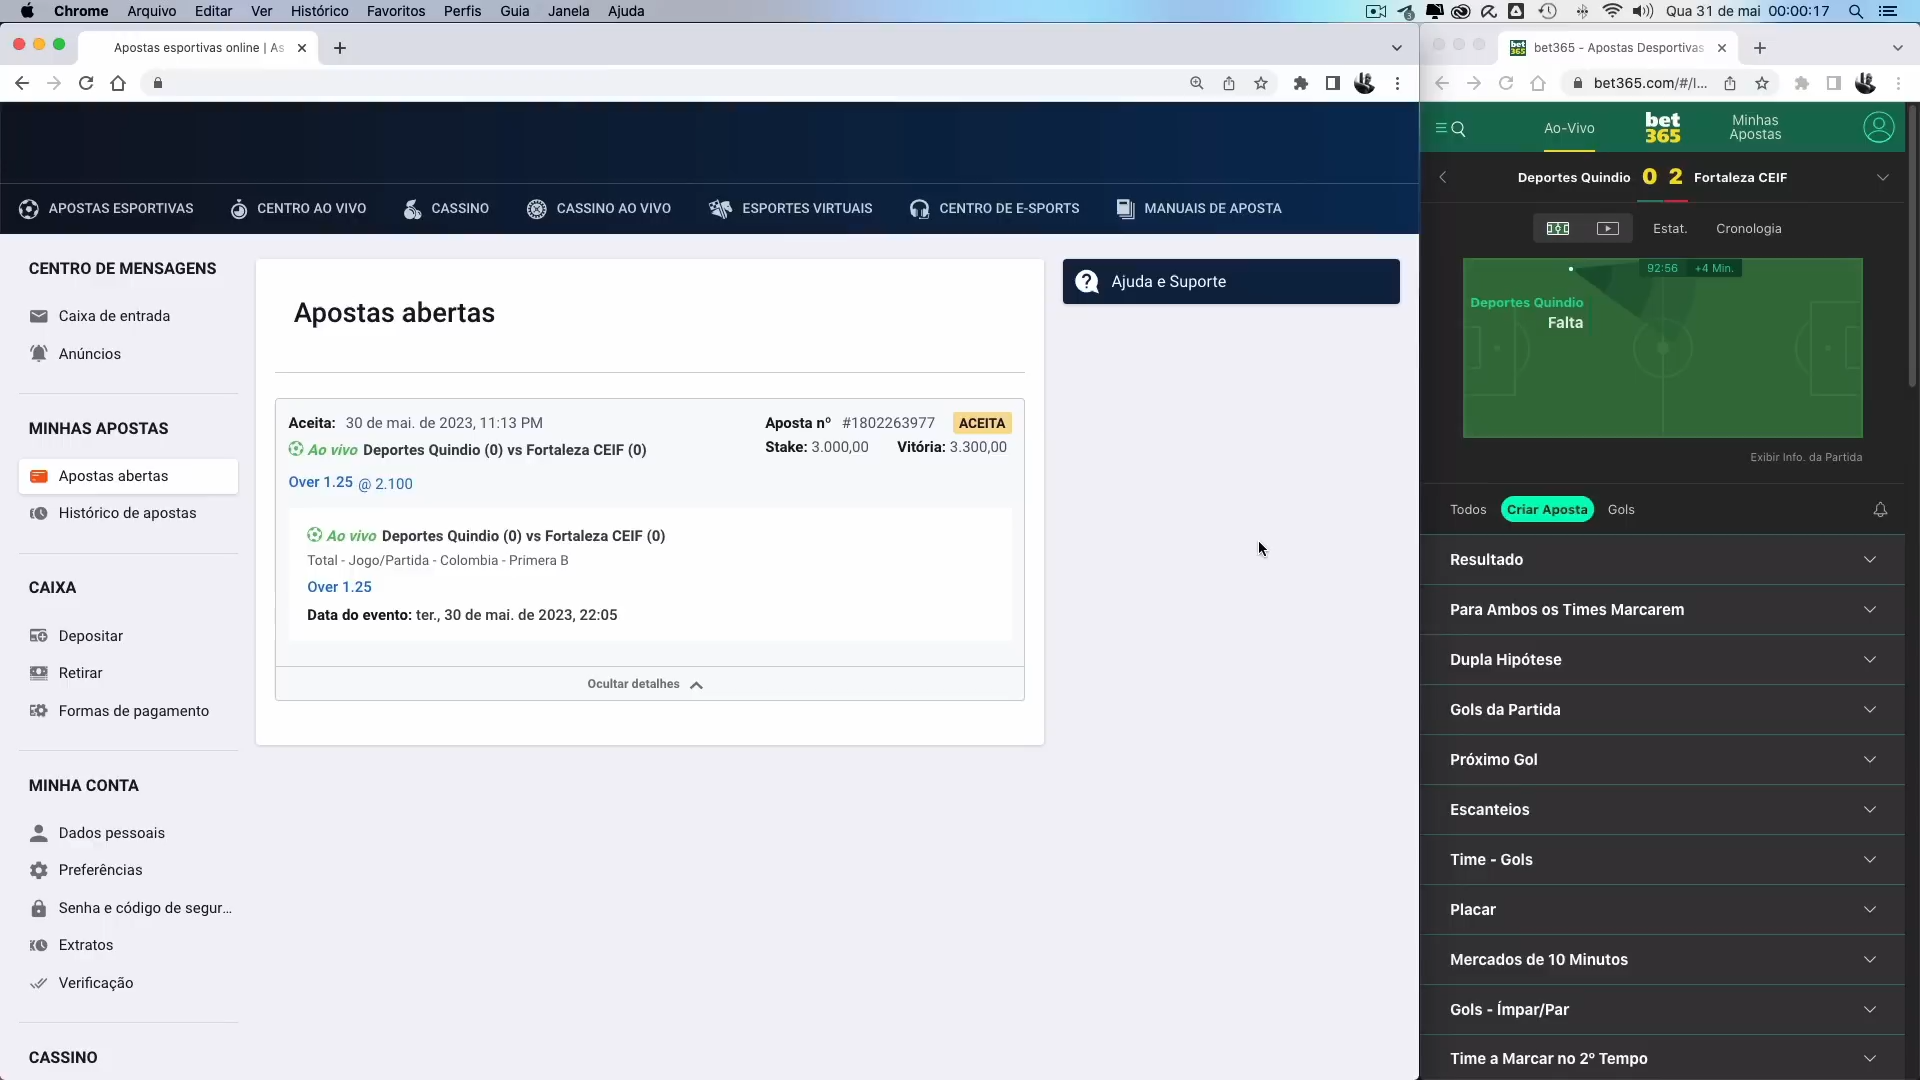 Chrome Arquivo Editar Ver Histórico Favoritos Perfis Guia Janela Ajuda
Qua 31 de mai 00:00:17
Apostas esportivas online | As
APOSTAS ESPORTIVAS
CENTRO AO VIVO
CASSINO
CASSINO AO VIVO
ESPORTES VIRTUAIS
CENTRO DE E-SPORTS
MANUAIS DE APOSTA
CENTRO DE MENSAGENS
Caixa de entrada
Anúncios
MINHAS APOSTAS
Apostas abertas
Histórico de apostas
CAIXA
Depositar
Retirar
Formas de pagamento
MINHA CONTA
Dados pessoais
Preferências
Senha e código de segur...
Extratos
Verificação
CASSINO
Apostas abertas
Aceita: 30 de mai. de 2023, 11:13 PM
Aposta nº #1802263977 ACEITA
Ao vivo Deportes Quindio (0) vs Fortaleza CEIF (0)
Stake: 3.000,00 Vitória: 3.300,00
Over 1.25 @ 2.100
Ao vivo Deportes Quindio (0) vs Fortaleza CEIF (0)
Total - Jogo/Partida - Colombia - Primera B
Over 1.25
Data do evento: ter., 30 de mai. de 2023, 22:05
Ocultar detalhes
Ajuda e Suporte
bet365 - Apostas Desportivas
bet365.com/#/I...
Ao-Vivo
bet
365
Minhas
Apostas
Deportes Quindio 0 2 Fortaleza CEIF
Estat.
Cronologia
92:56 +4 Min.
Deportes Quindio
Falta
Exibir Info. da Partida
Todos
Criar Aposta
Gols
Resultado
Para Ambos os Times Marcarem
Dupla Hipótese
Gols da Partida
Próximo Gol
Escanteios
Time - Gols
Placar
Mercados de 10 Minutos
Gols - Ímpar/Par
Time a Marcar no 2º Tempo